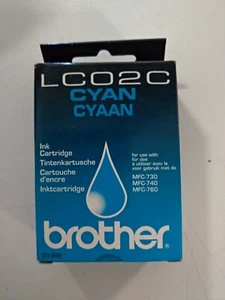 LC02C
CYAN
CYAAN
Ink
Cartridge
Tintenkartusche
Cartouche
d'encre
Inktcartridge
for use with
für das
à utiliser avec le
voor gebruik met de
MFC-730
MFC-740
MFC-760
brother